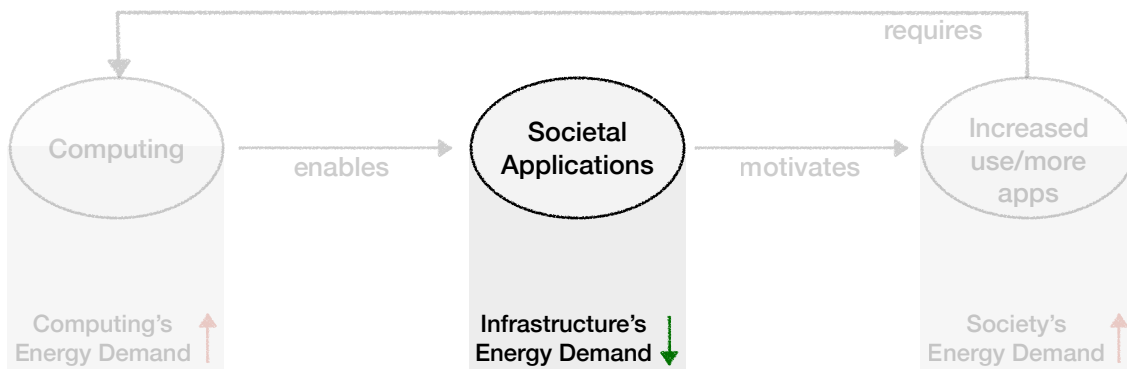 requires
Computing
enables
Societal
Applications
motivates
Increased
use/more
apps
Computing's
Energy Demand
Infrastructure's
Energy Demand
Society's
Energy Demand